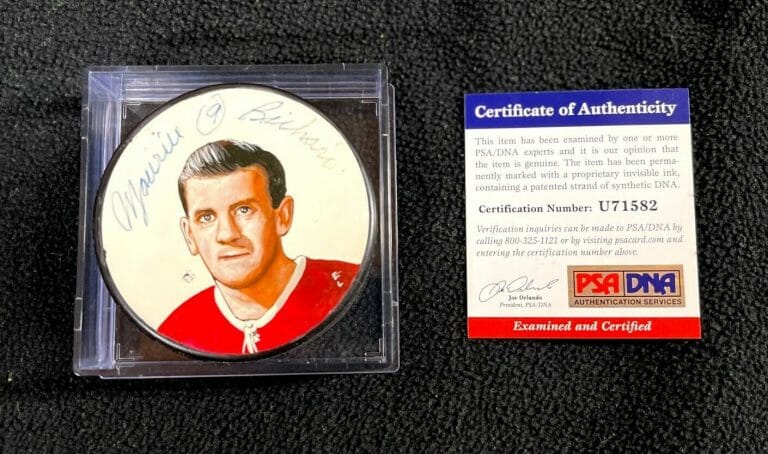 Maurice 9 Richard
Certificate of Authenticity
This item has been examined by one or more
PSA/DNA experts and it is our opinion that
the item is genuine. The item has been perma-
nently marked with a proprietary invisible ink,
containing a patented strand of synthetic DNA.
Certification Number: U71582
Verification inquiries can be made to PSA/DNA by
calling 800-325-1121 or by visiting psacard.com and
entering the certification number above.
Joe Orlando
President, PSA/DNA
PSA DNA
AUTHENTICATION SERVICES
Examined and Certified